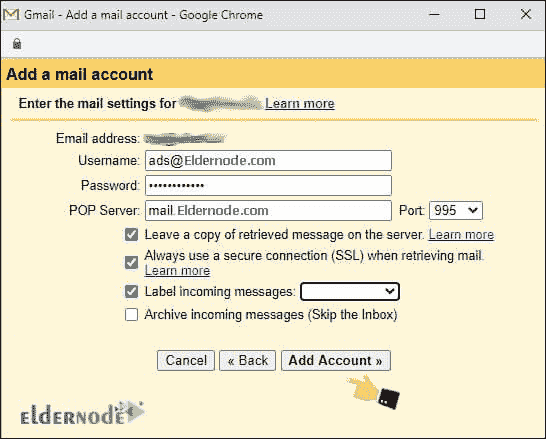 Gmail - Add a mail account - Google Chrome
Add a mail account
Enter the mail settings for Learn more
Email address:
Username: ads@Eldernode.com
Password: ••••••••••••
POP Server: mail.Eldernode.com Port: 995
Leave a copy of retrieved message on the server. Learn more
Always use a secure connection (SSL) when retrieving mail.
Learn more
Label incoming messages:
Archive incoming messages (Skip the Inbox)
Cancel « Back Add Account »
ELDERNODE